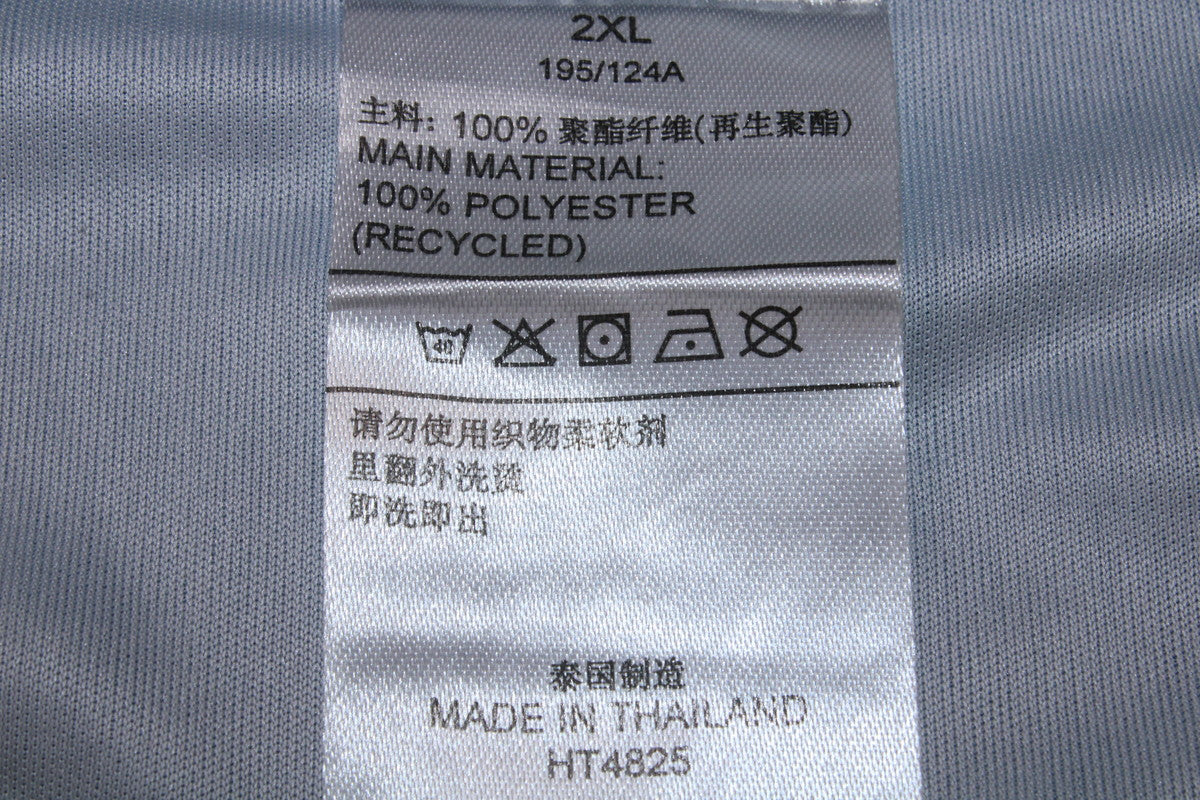 2XL
195/124A
主料: 100% 聚酯纤维(再生聚酯)
MAIN MATERIAL:
100% POLYESTER
(RECYCLED)
40
请勿使用织物柔软剂
里翻外洗烫
即洗即出
泰国制造
MADE IN THAILAND
HT4825